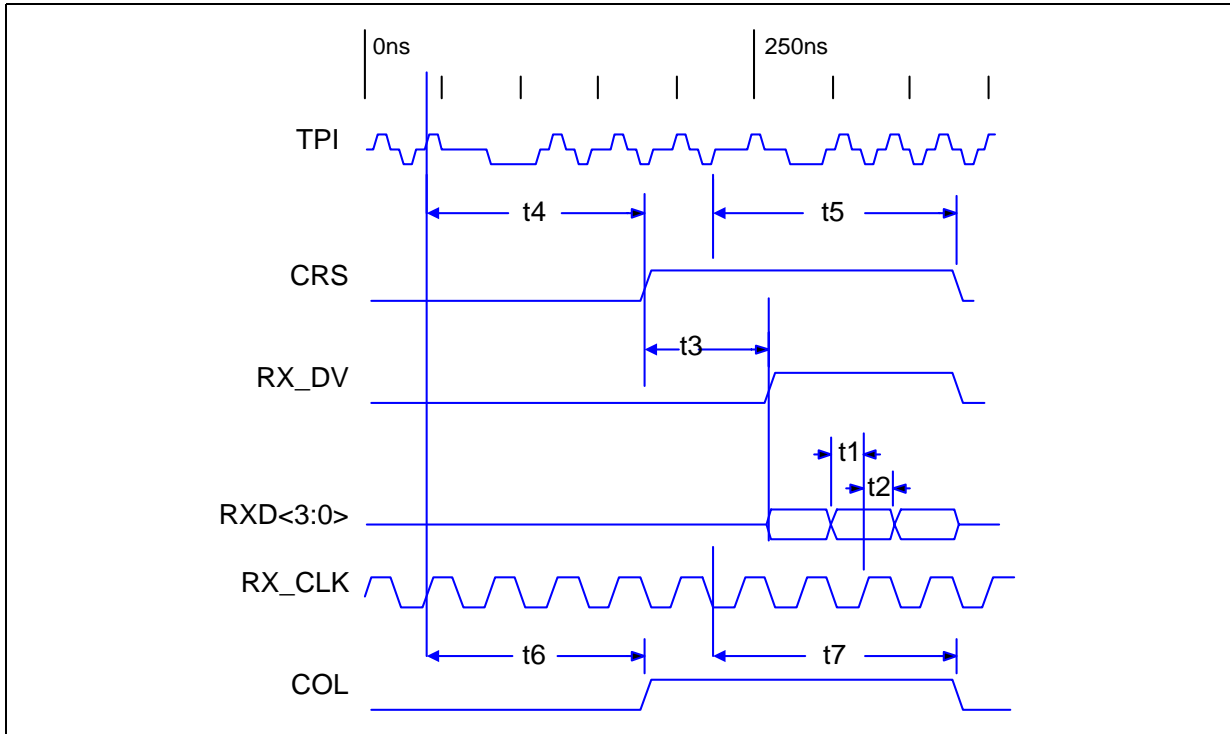 0ns 250ns
TPI
t4 t5
CRS
t3
RX_DV
t1
t2
RXD<3:0>
RX_CLK
t6 t7
COL